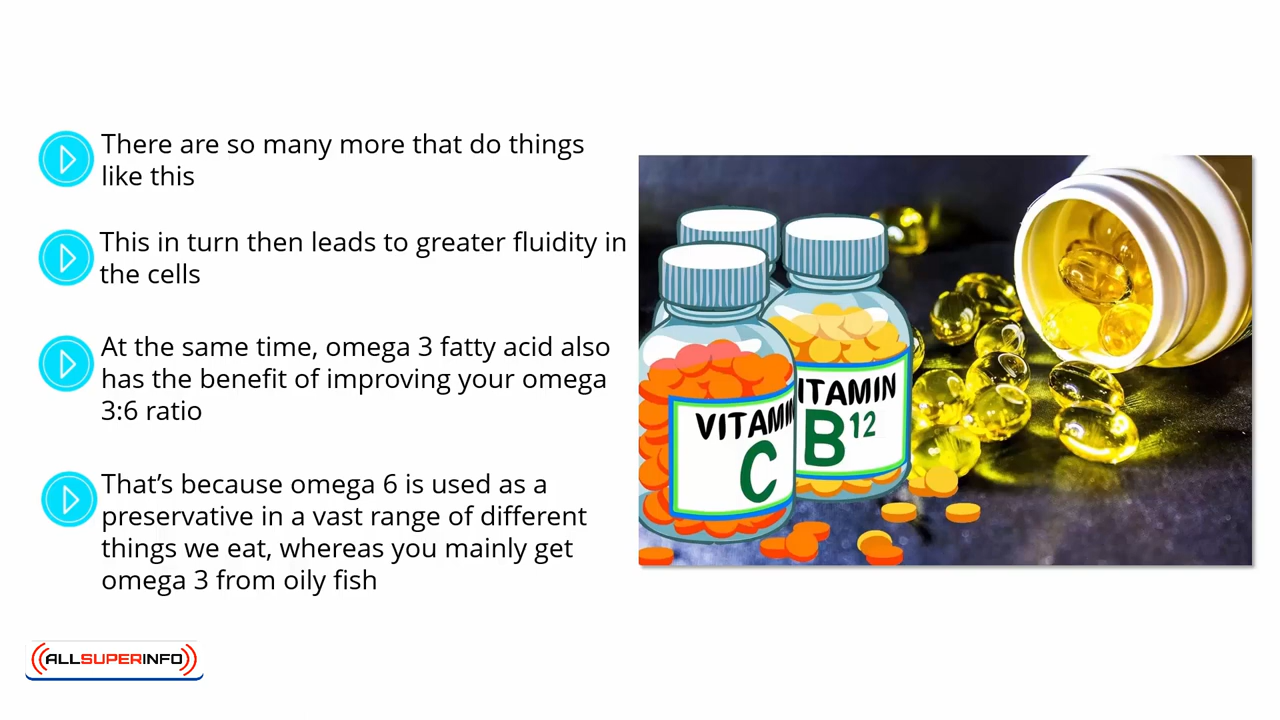 There are so many more that do things
like this
This in turn then leads to greater fluidity in
the cells
At the same time, omega 3 fatty acid also
has the benefit of improving your omega
3:6 ratio
That’s because omega 6 is used as a
preservative in a vast range of different
things we eat, whereas you mainly get
omega 3 from oily fish
VITAMIN
C
ITAMIN
B12
ALLSUPERINFO